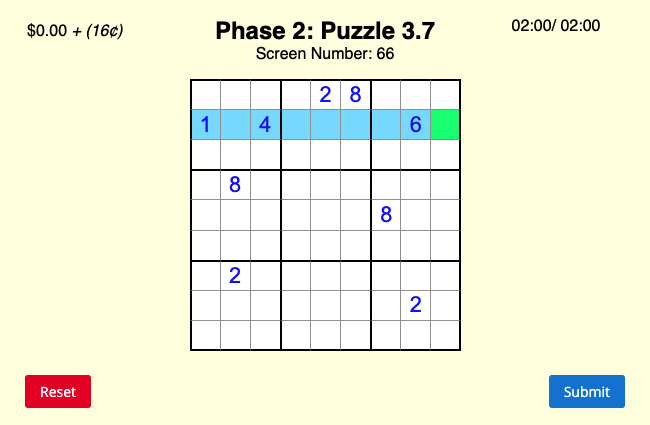 $0.00 + (16¢)
Phase 2: Puzzle 3.7
02:00/ 02:00
Screen Number: 66
2 8
1 4 6
8
8
2
2
Reset
Submit